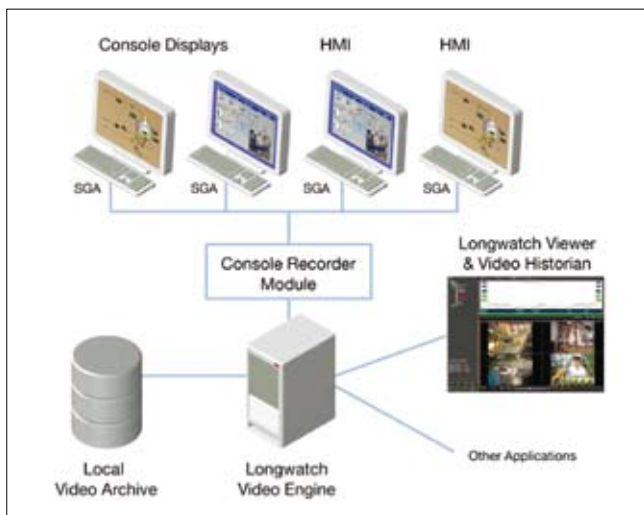 Console Displays
HMI
HMI
SGA
SGA
SGA
SGA
Console Recorder
Module
Longwatch Viewer
& Video Historian
Local
Video Archive
Longwatch
Video Engine
Other Applications